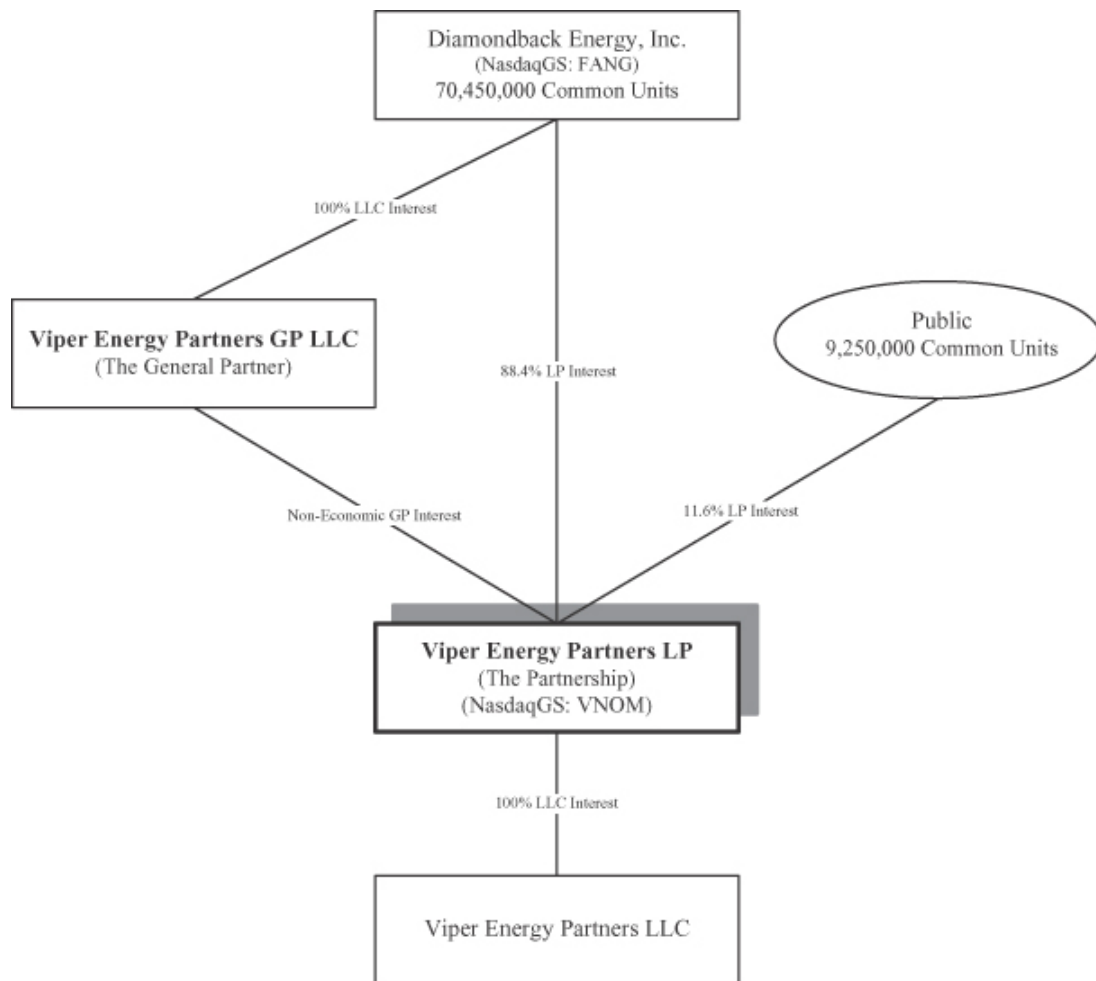 Diamondback Energy, Inc.
(NasdaqGS: FANG)
70,450,000 Common Units
100% LLC Interest
Viper Energy Partners GP LLC
(The General Partner)
Public
9,250,000 Common Units
88.4% LP Interest
Non-Economic GP Interest
11.6% LP Interest
Viper Energy Partners LP
(The Partnership)
(NasdaqGS: VNOM)
100% LLC Interest
Viper Energy Partners LLC